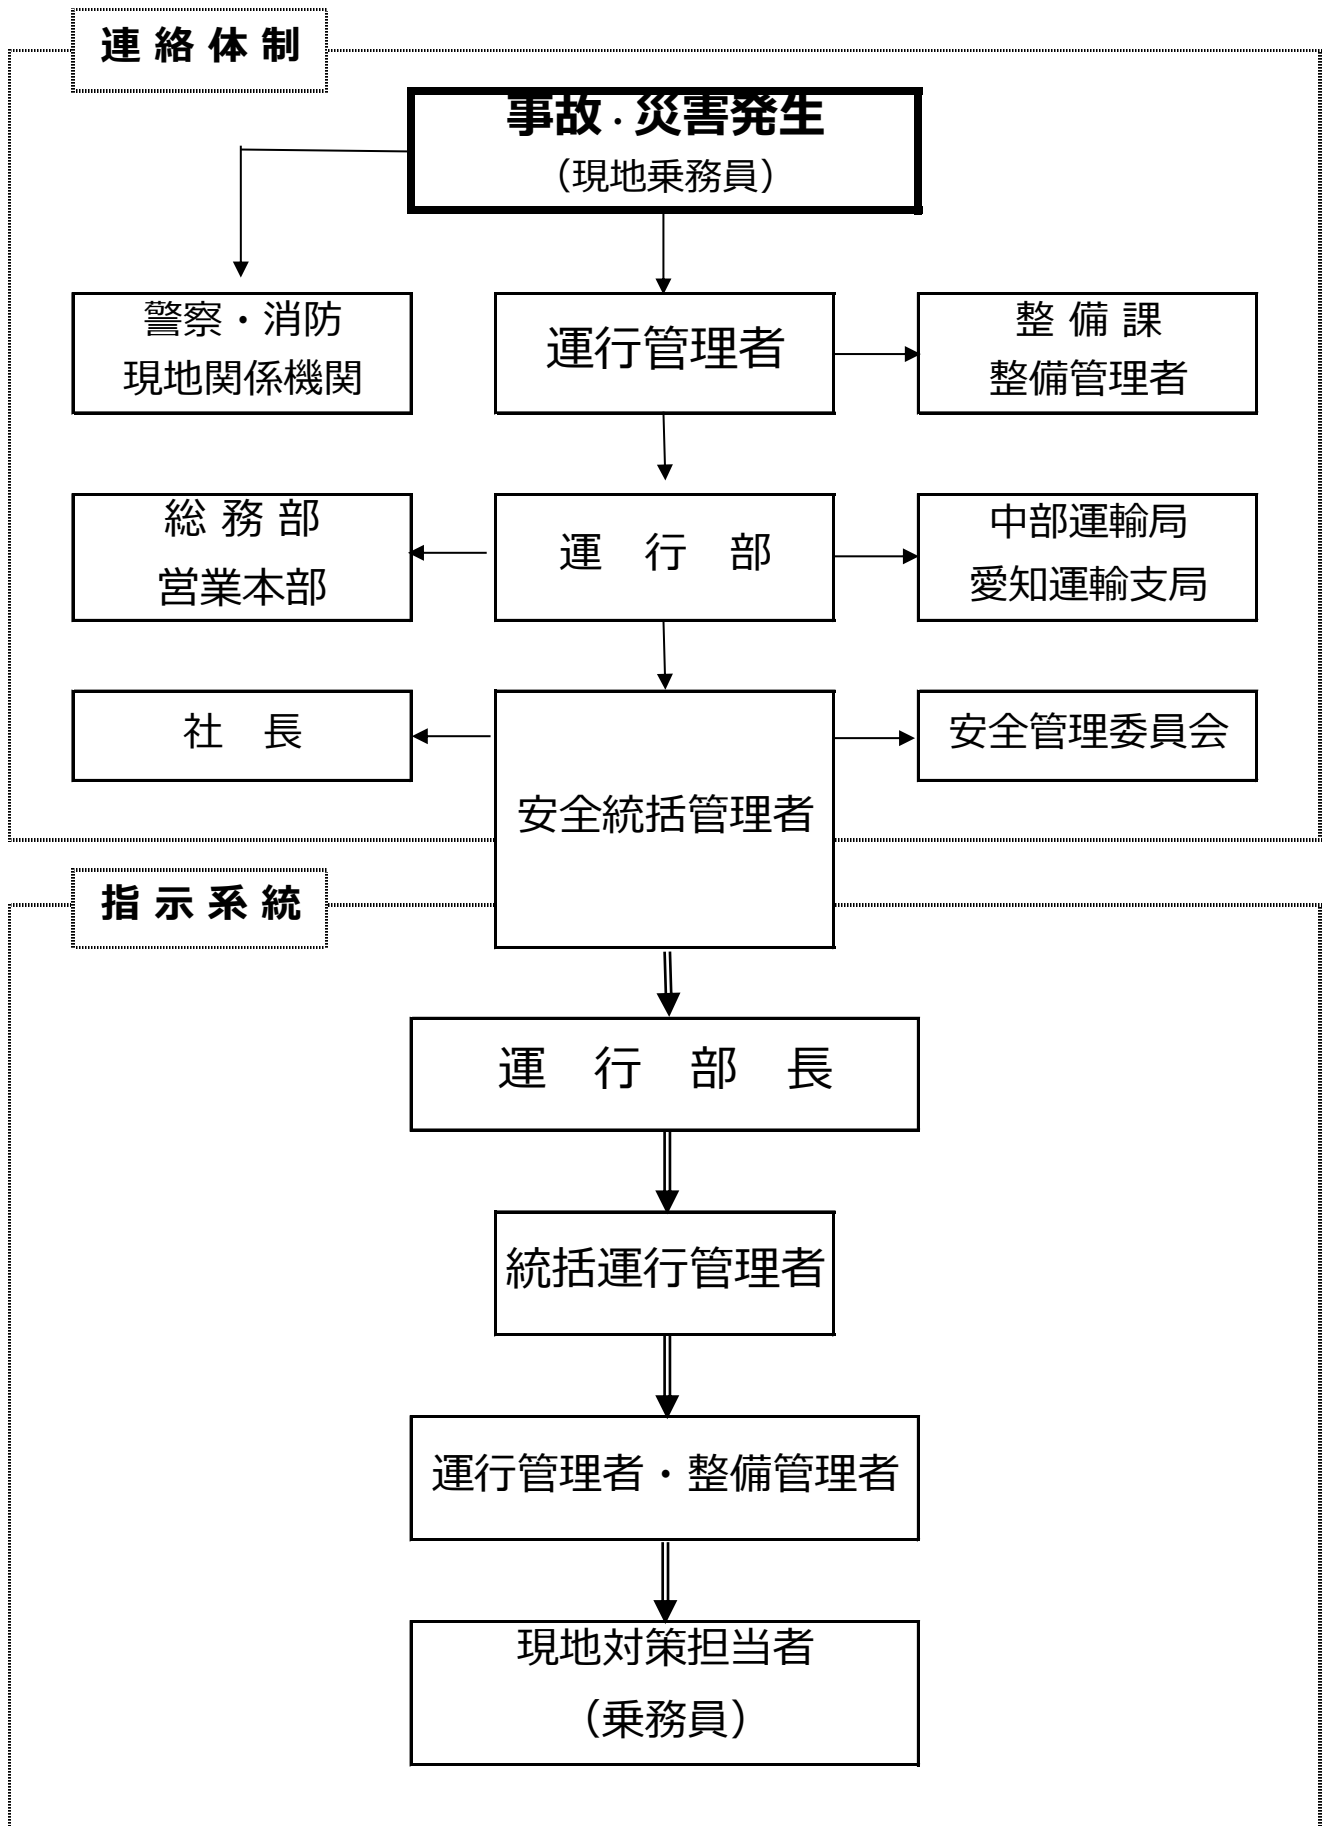 連絡体制
事故・災害発生
（現地乗務員）
警察・消防
現地関係機関
運行管理者
整備課
整備管理者
総務部
営業本部
運　行　部
中部運輸局
愛知運輸支局
社　長
安全統括管理者
安全管理委員会
指示系統
運　行　部　長
統括運行管理者
運行管理者・整備管理者
現地対策担当者
（乗務員）